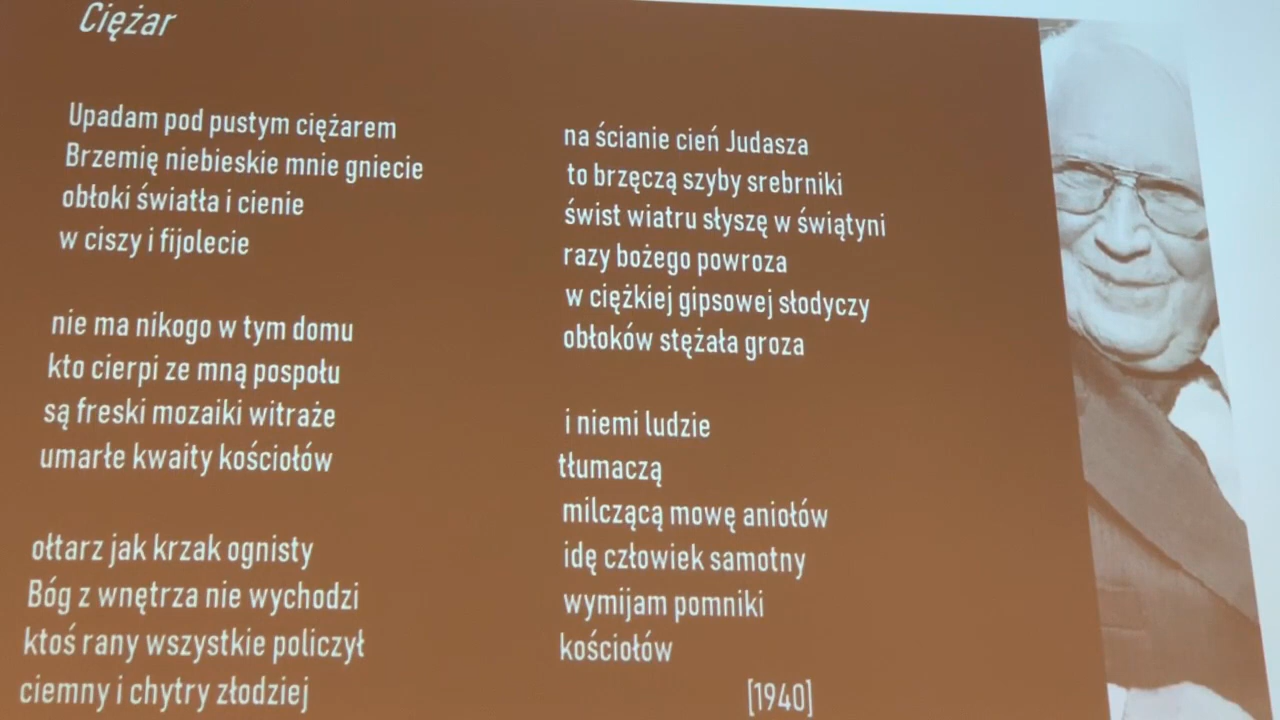 Ciężar
Upadam pod pustym ciężarem
Brzemię niebieskie mnie gniecie
obłoki światła i cienie
w ciszy i fijolecie
nie ma nikogo w tym domu
kto cierpi ze mną pospołu
są freski mozaiki witraże
umarłe kwaity kościołów
ołtarz jak krzak ognisty
Bóg z wnętrza nie wychodzi
ktoś rany wszystkie policzył
ciemny i chytry złodziej
na ścianie cień Judasza
to brzęczą szyby srebrniki
świst wiatru słyszę w świątyni
razy bożego powroza
w ciężkiej gipsowej słodyczy
obłoków stężała groza
i niemi ludzie
tłumaczą
milczącą mowę aniołów
idę człowiek samotny
wymijam pomniki
kościołów
[1940]